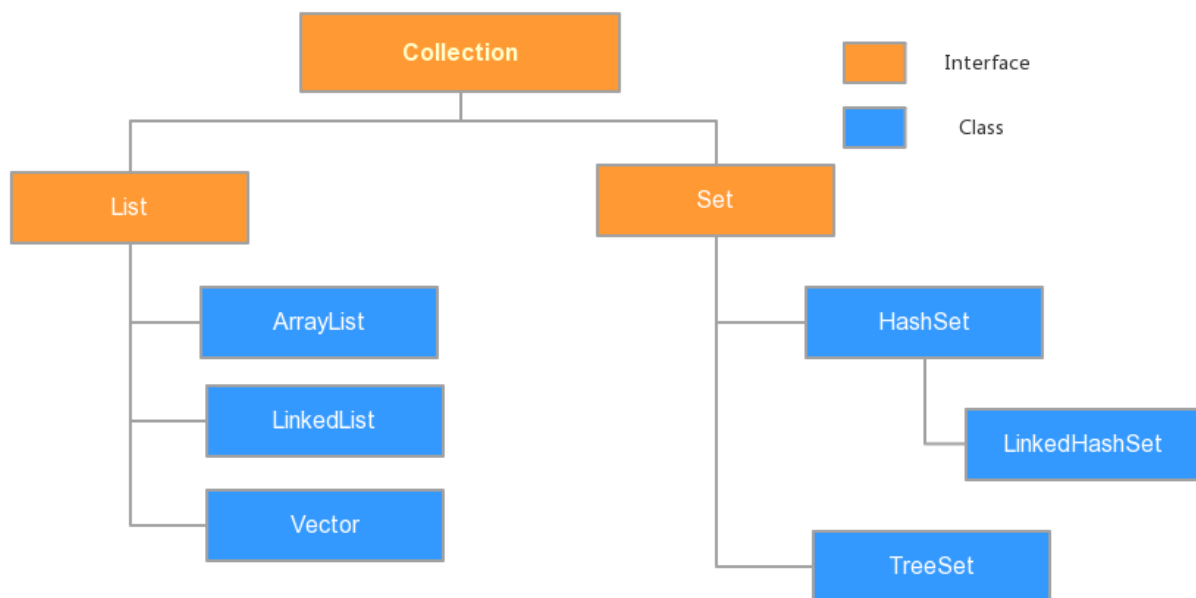 Collection
Interface
Class
List
Set
ArrayList
HashSet
LinkedList
LinkedHashSet
Vector
TreeSet